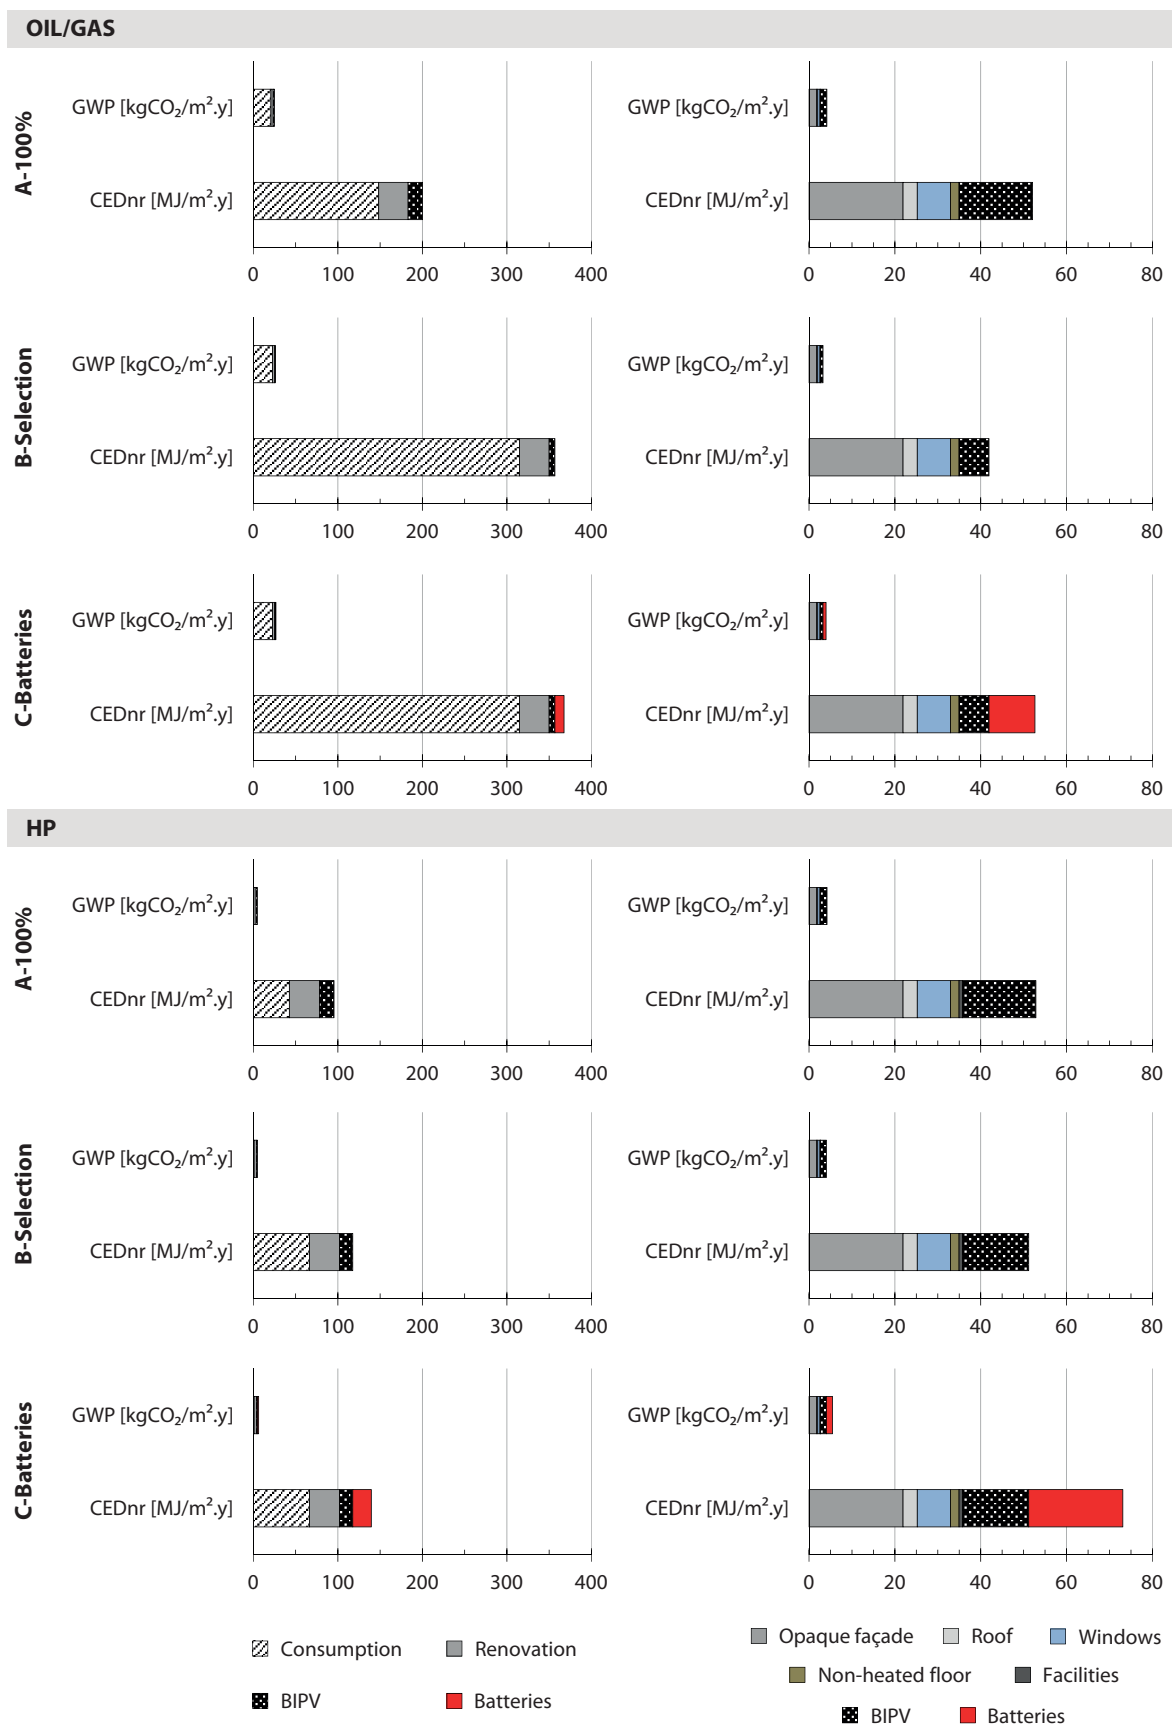 OIL/GAS
A-100%
GWP [kgCO₂/m².y]
CEDnr [MJ/m².y]
0 100 200 300 400
GWP [kgCO₂/m².y]
CEDnr [MJ/m².y]
0 20 40 60 80
B-Selection
GWP [kgCO₂/m².y]
CEDnr [MJ/m².y]
0 100 200 300 400
GWP [kgCO₂/m².y]
CEDnr [MJ/m².y]
0 20 40 60 80
C-Batteries
GWP [kgCO₂/m².y]
CEDnr [MJ/m².y]
0 100 200 300 400
GWP [kgCO₂/m².y]
CEDnr [MJ/m².y]
0 20 40 60 80
HP
A-100%
GWP [kgCO₂/m².y]
CEDnr [MJ/m².y]
0 100 200 300 400
GWP [kgCO₂/m².y]
CEDnr [MJ/m².y]
0 20 40 60 80
B-Selection
GWP [kgCO₂/m².y]
CEDnr [MJ/m².y]
0 100 200 300 400
GWP [kgCO₂/m².y]
CEDnr [MJ/m².y]
0 20 40 60 80
C-Batteries
GWP [kgCO₂/m².y]
CEDnr [MJ/m².y]
0 100 200 300 400
GWP [kgCO₂/m².y]
CEDnr [MJ/m².y]
0 20 40 60 80
Consumption Renovation
BIPV Batteries
Opaque façade Roof Windows
Non-heated floor Facilities
BIPV Batteries